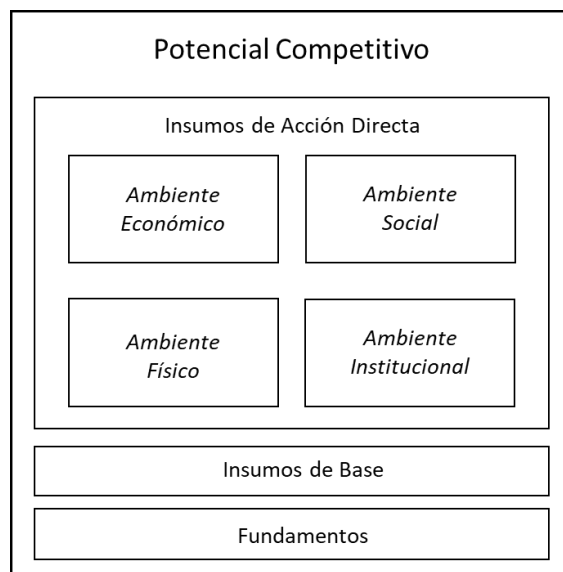 Potencial Competitivo
Insumos de Acción Directa
Ambiente
Económico
Ambiente
Social
Ambiente
Físico
Ambiente
Institucional
Insumos de Base
Fundamentos